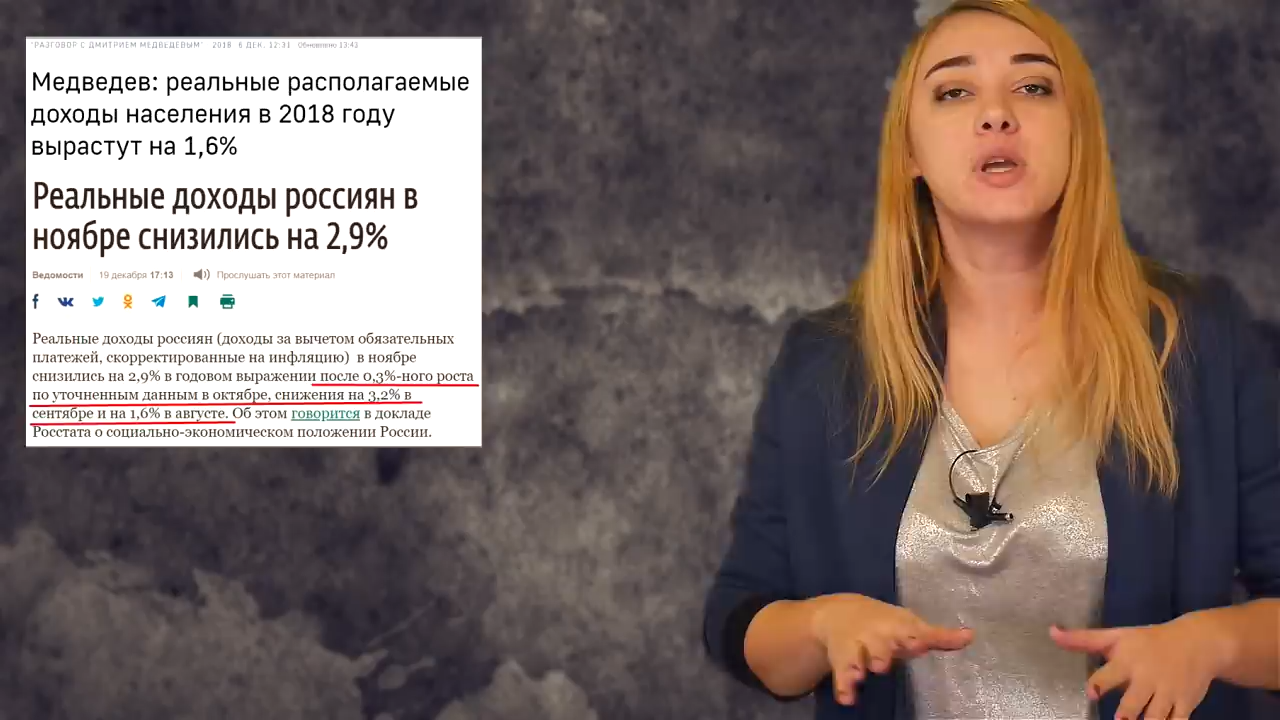 "РАЗГОВОР С ДМИТРИЕМ МЕДВЕДЕВЫМ" 2018 6 ДЕК, 12:31 Обновлено 13:43
Медведев: реальные располагаемые
доходы населения в 2018 году
вырастут на 1,6%
Реальные доходы россиян в
ноябре снизились на 2,9%
Ведомости 19 декабря 17:13 Прослушать этот материал
Реальные доходы россиян (доходы за вычетом обязательных
платежей, скорректированные на инфляцию) в ноябре
снизились на 2,9% в годовом выражении после 0,3%-ного роста
по уточненным данным в октябре, снижения на 3,2% в
сентябре и на 1,6% в августе. Об этом говорится в докладе
Росстата о социально-экономическом положении России.